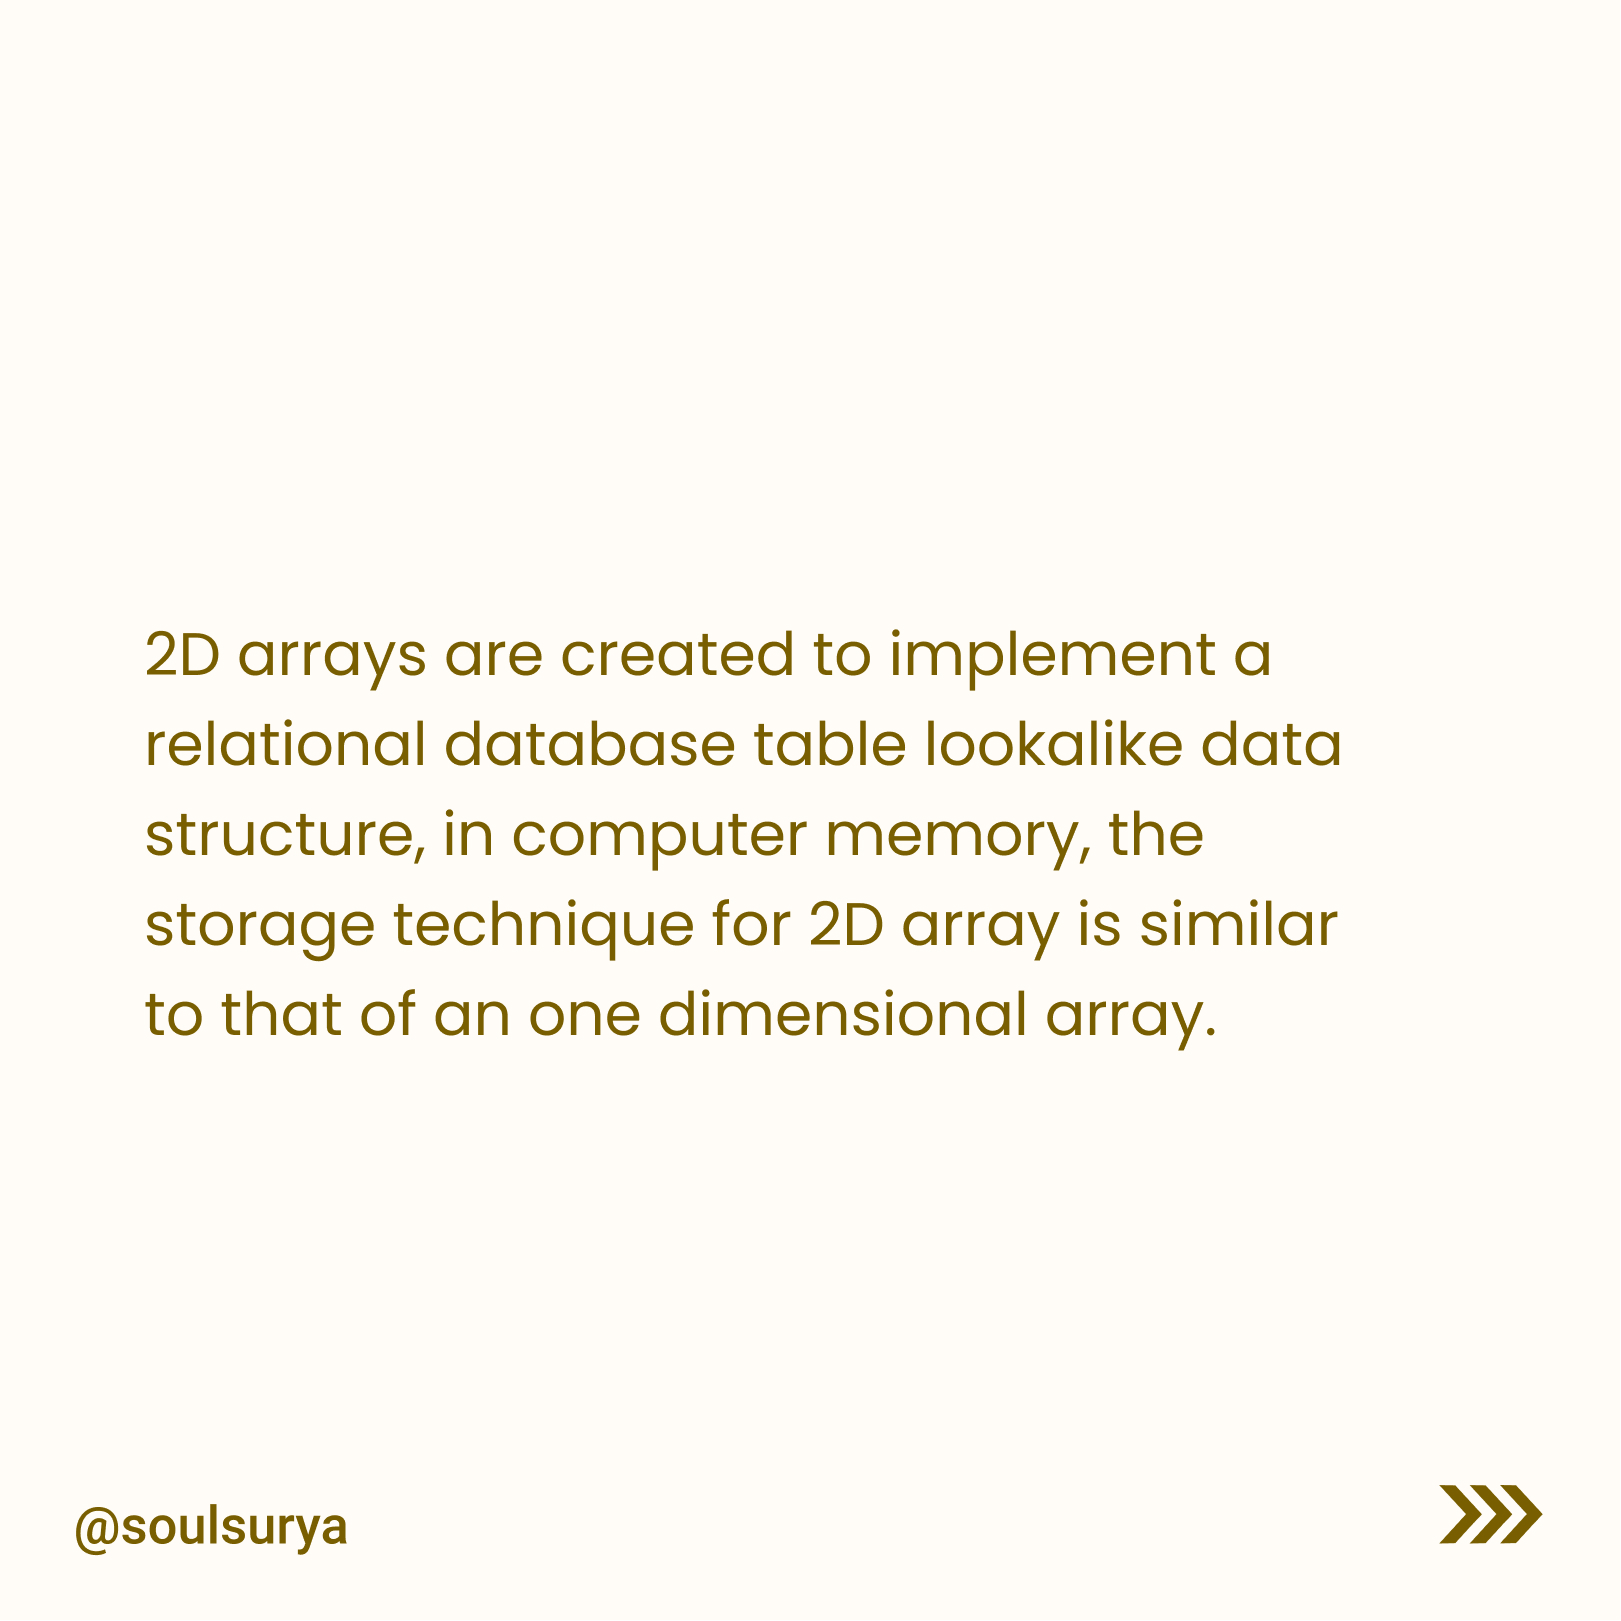 2D arrays are created to implement a
relational database table lookalike data
structure, in computer memory, the
storage technique for 2D array is similar
to that of an one dimensional array.
@soulsurya